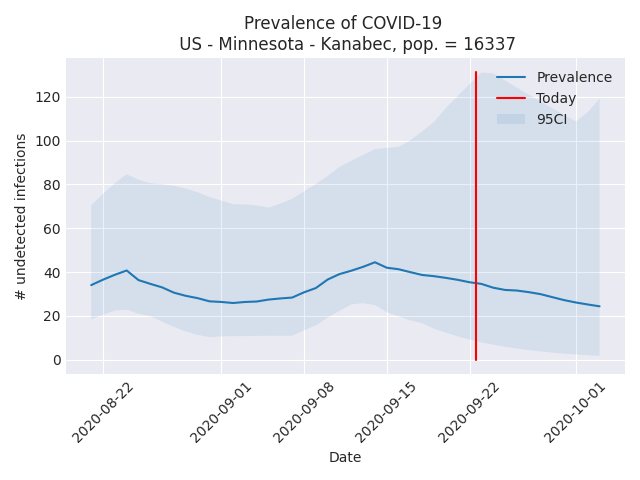 Prevalence of COVID-19
US - Minnesota - Kanabec, pop. = 16337
Prevalence
Today
95CI
120
100
80
60
40
20
0
# undetected infections
2020-08-22
2020-09-01
2020-09-08
2020-09-15
2020-09-22
2020-10-01
Date